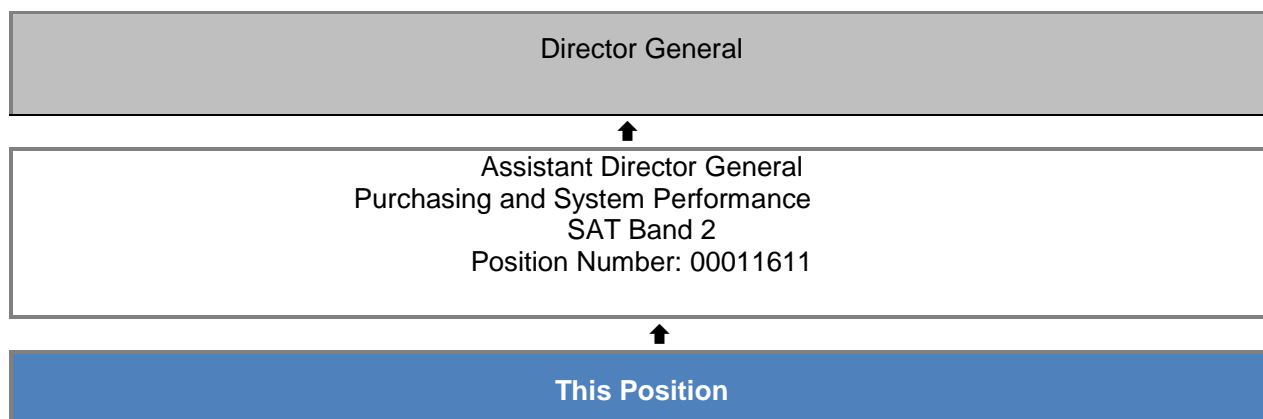 Director General
Assistant Director General
Purchasing and System Performance
SAT Band 2
Position Number: 00011611
This Position